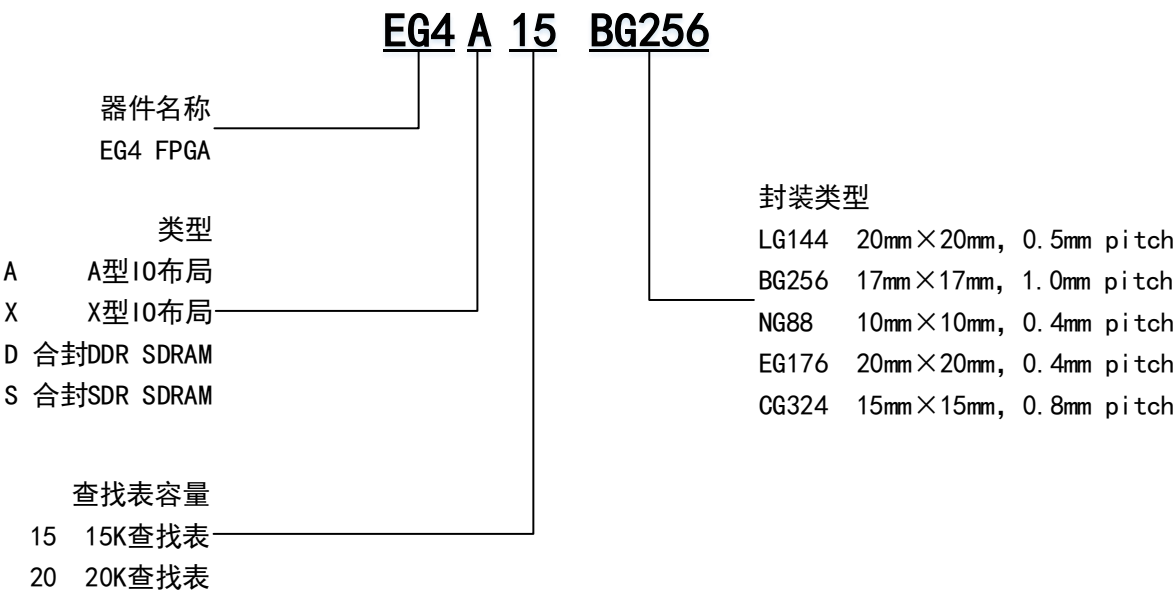 EG4 A 15 BG256
器件名称
EG4 FPGA
类型
A A型IO布局
X X型IO布局
D 合封DDR SDRAM
S 合封SDR SDRAM
查找表容量
15 15K查找表
20 20K查找表
封装类型
LG144 20mm×20mm, 0.5mm pitch
BG256 17mm×17mm, 1.0mm pitch
NG88 10mm×10mm, 0.4mm pitch
EG176 20mm×20mm, 0.4mm pitch
CG324 15mm×15mm, 0.8mm pitch